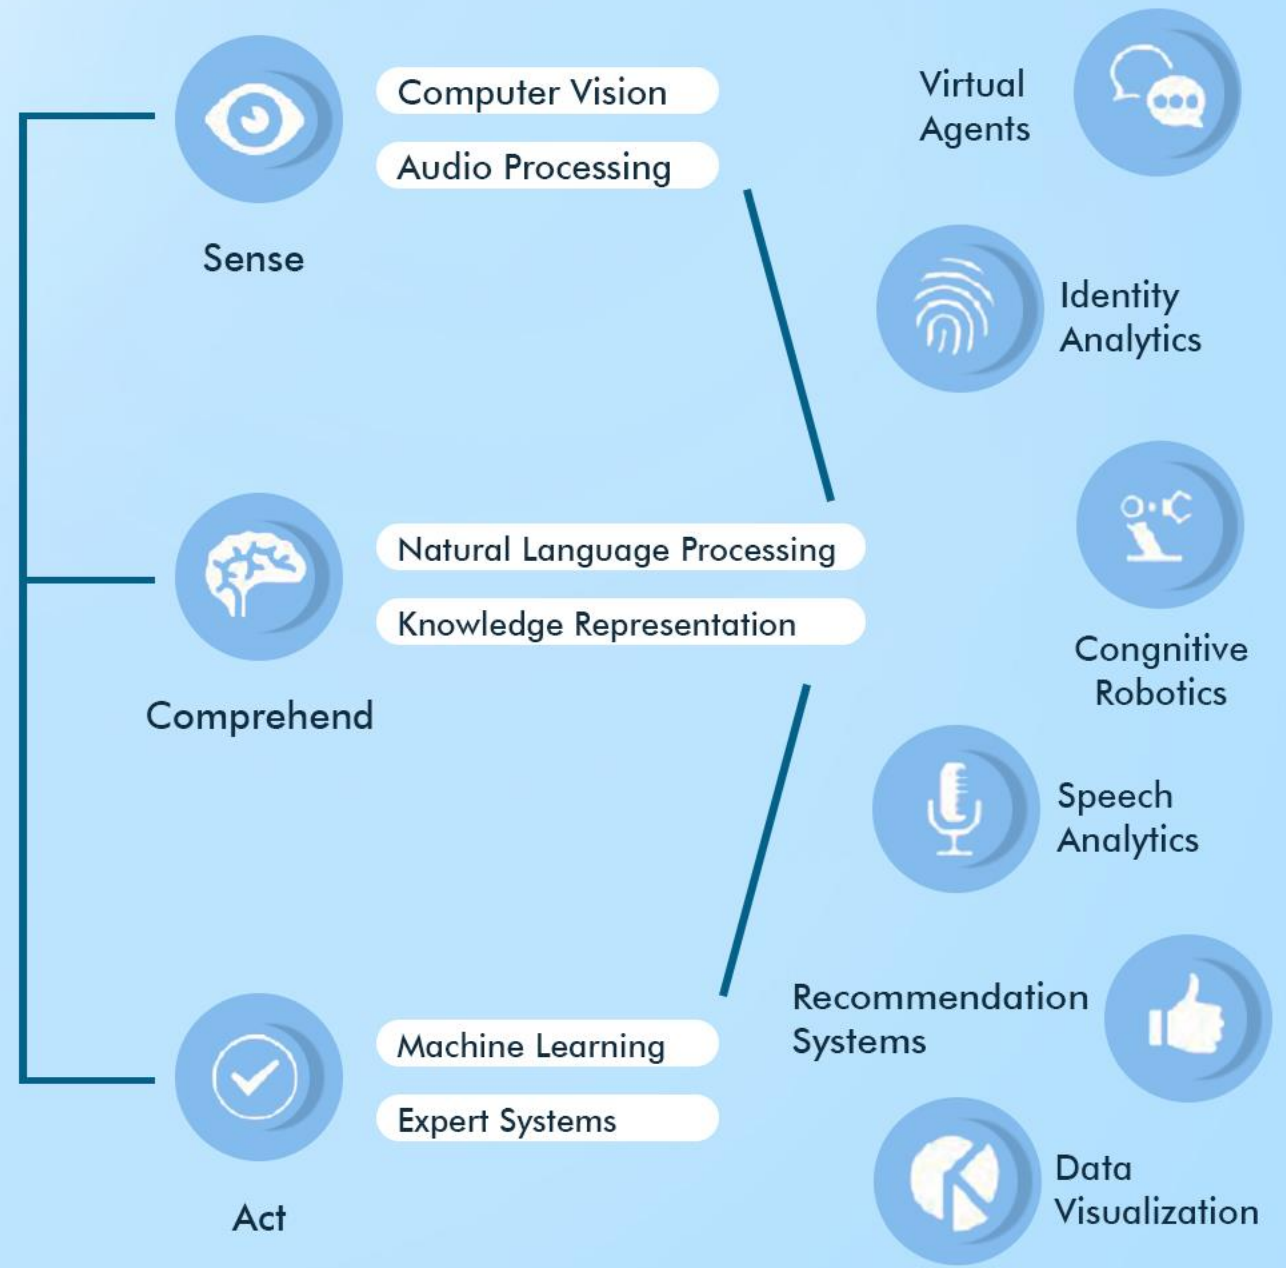 Computer Vision
Audio Processing
Sense
Natural Language Processing
Knowledge Representation
Comprehend
Machine Learning
Expert Systems
Act
Virtual
Agents
Identity
Analytics
Congnitive
Robotics
Speech
Analytics
Recommendation
Systems
Data
Visualization